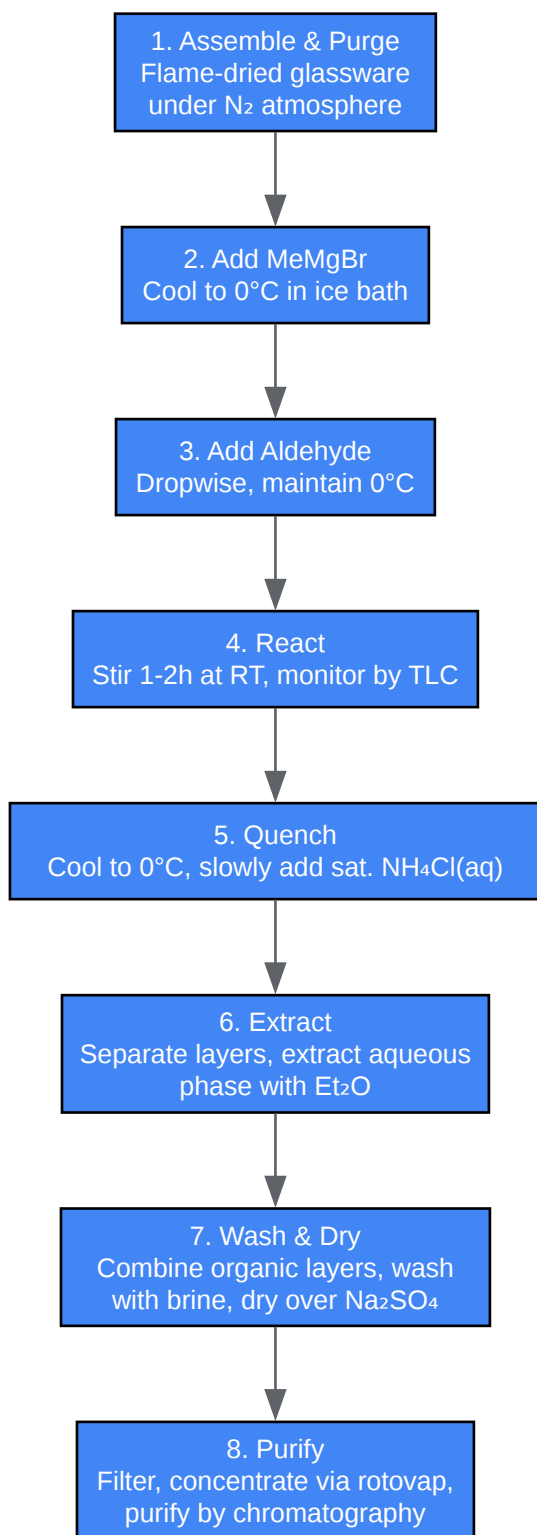 1. Assemble & Purge
Flame-dried glassware
under N₂ atmosphere
2. Add MeMgBr
Cool to 0°C in ice bath
3. Add Aldehyde
Dropwise, maintain 0°C
4. React
Stir 1-2h at RT, monitor by TLC
5. Quench
Cool to 0°C, slowly add sat. NH₄Cl(aq)
6. Extract
Separate layers, extract aqueous
phase with Et₂O
7. Wash & Dry
Combine organic layers, wash
with brine, dry over Na₂SO₄
8. Purify
Filter, concentrate via rotovap,
purify by chromatography